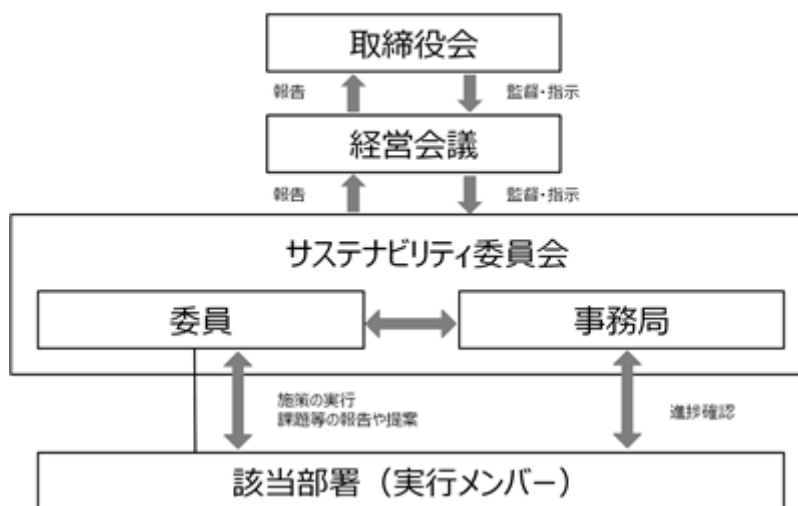 取締役会
報告
監督・指示
経営会議
報告
監督・指示
サステナビリティ委員会
委員
事務局
施策の実行
課題等の報告や提案
進捗確認
該当部署（実行メンバー）